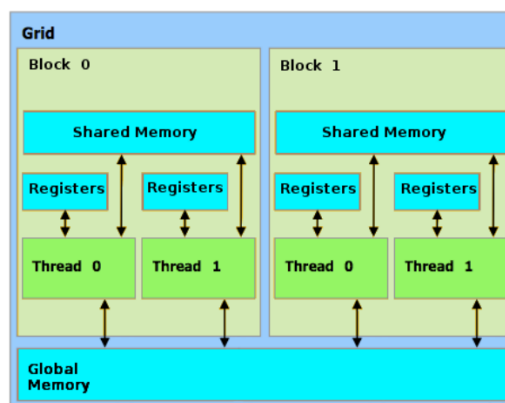 Grid
Block 0
Block 1
Shared Memory
Shared Memory
Registers
Registers
Registers
Registers
Thread 0
Thread 1
Thread 0
Thread 1
Global
Memory